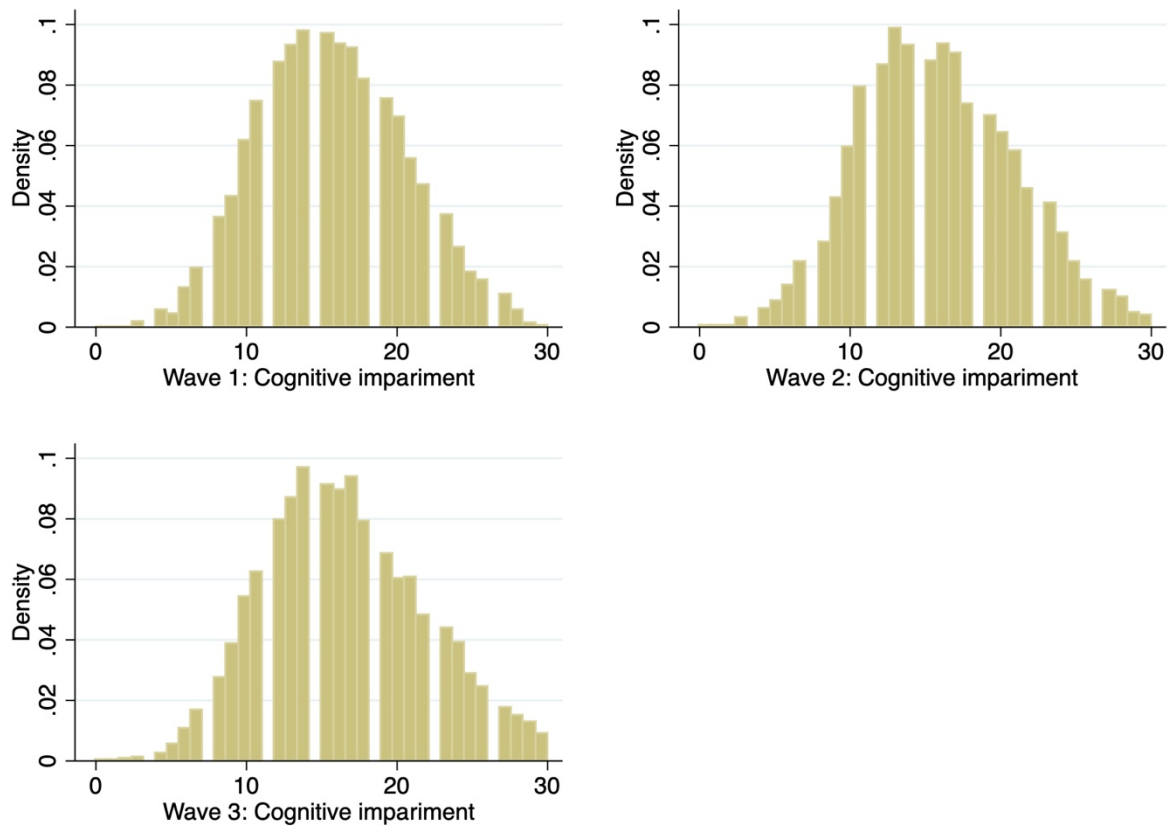 Density
0 .02 .04 .06 .08 .1
0 10 20 30
Wave 1: Cognitive impariment
Density
0 .02 .04 .06 .08 .1
0 10 20 30
Wave 2: Cognitive impariment
Density
0 .02 .04 .06 .08 .1
0 10 20 30
Wave 3: Cognitive impariment